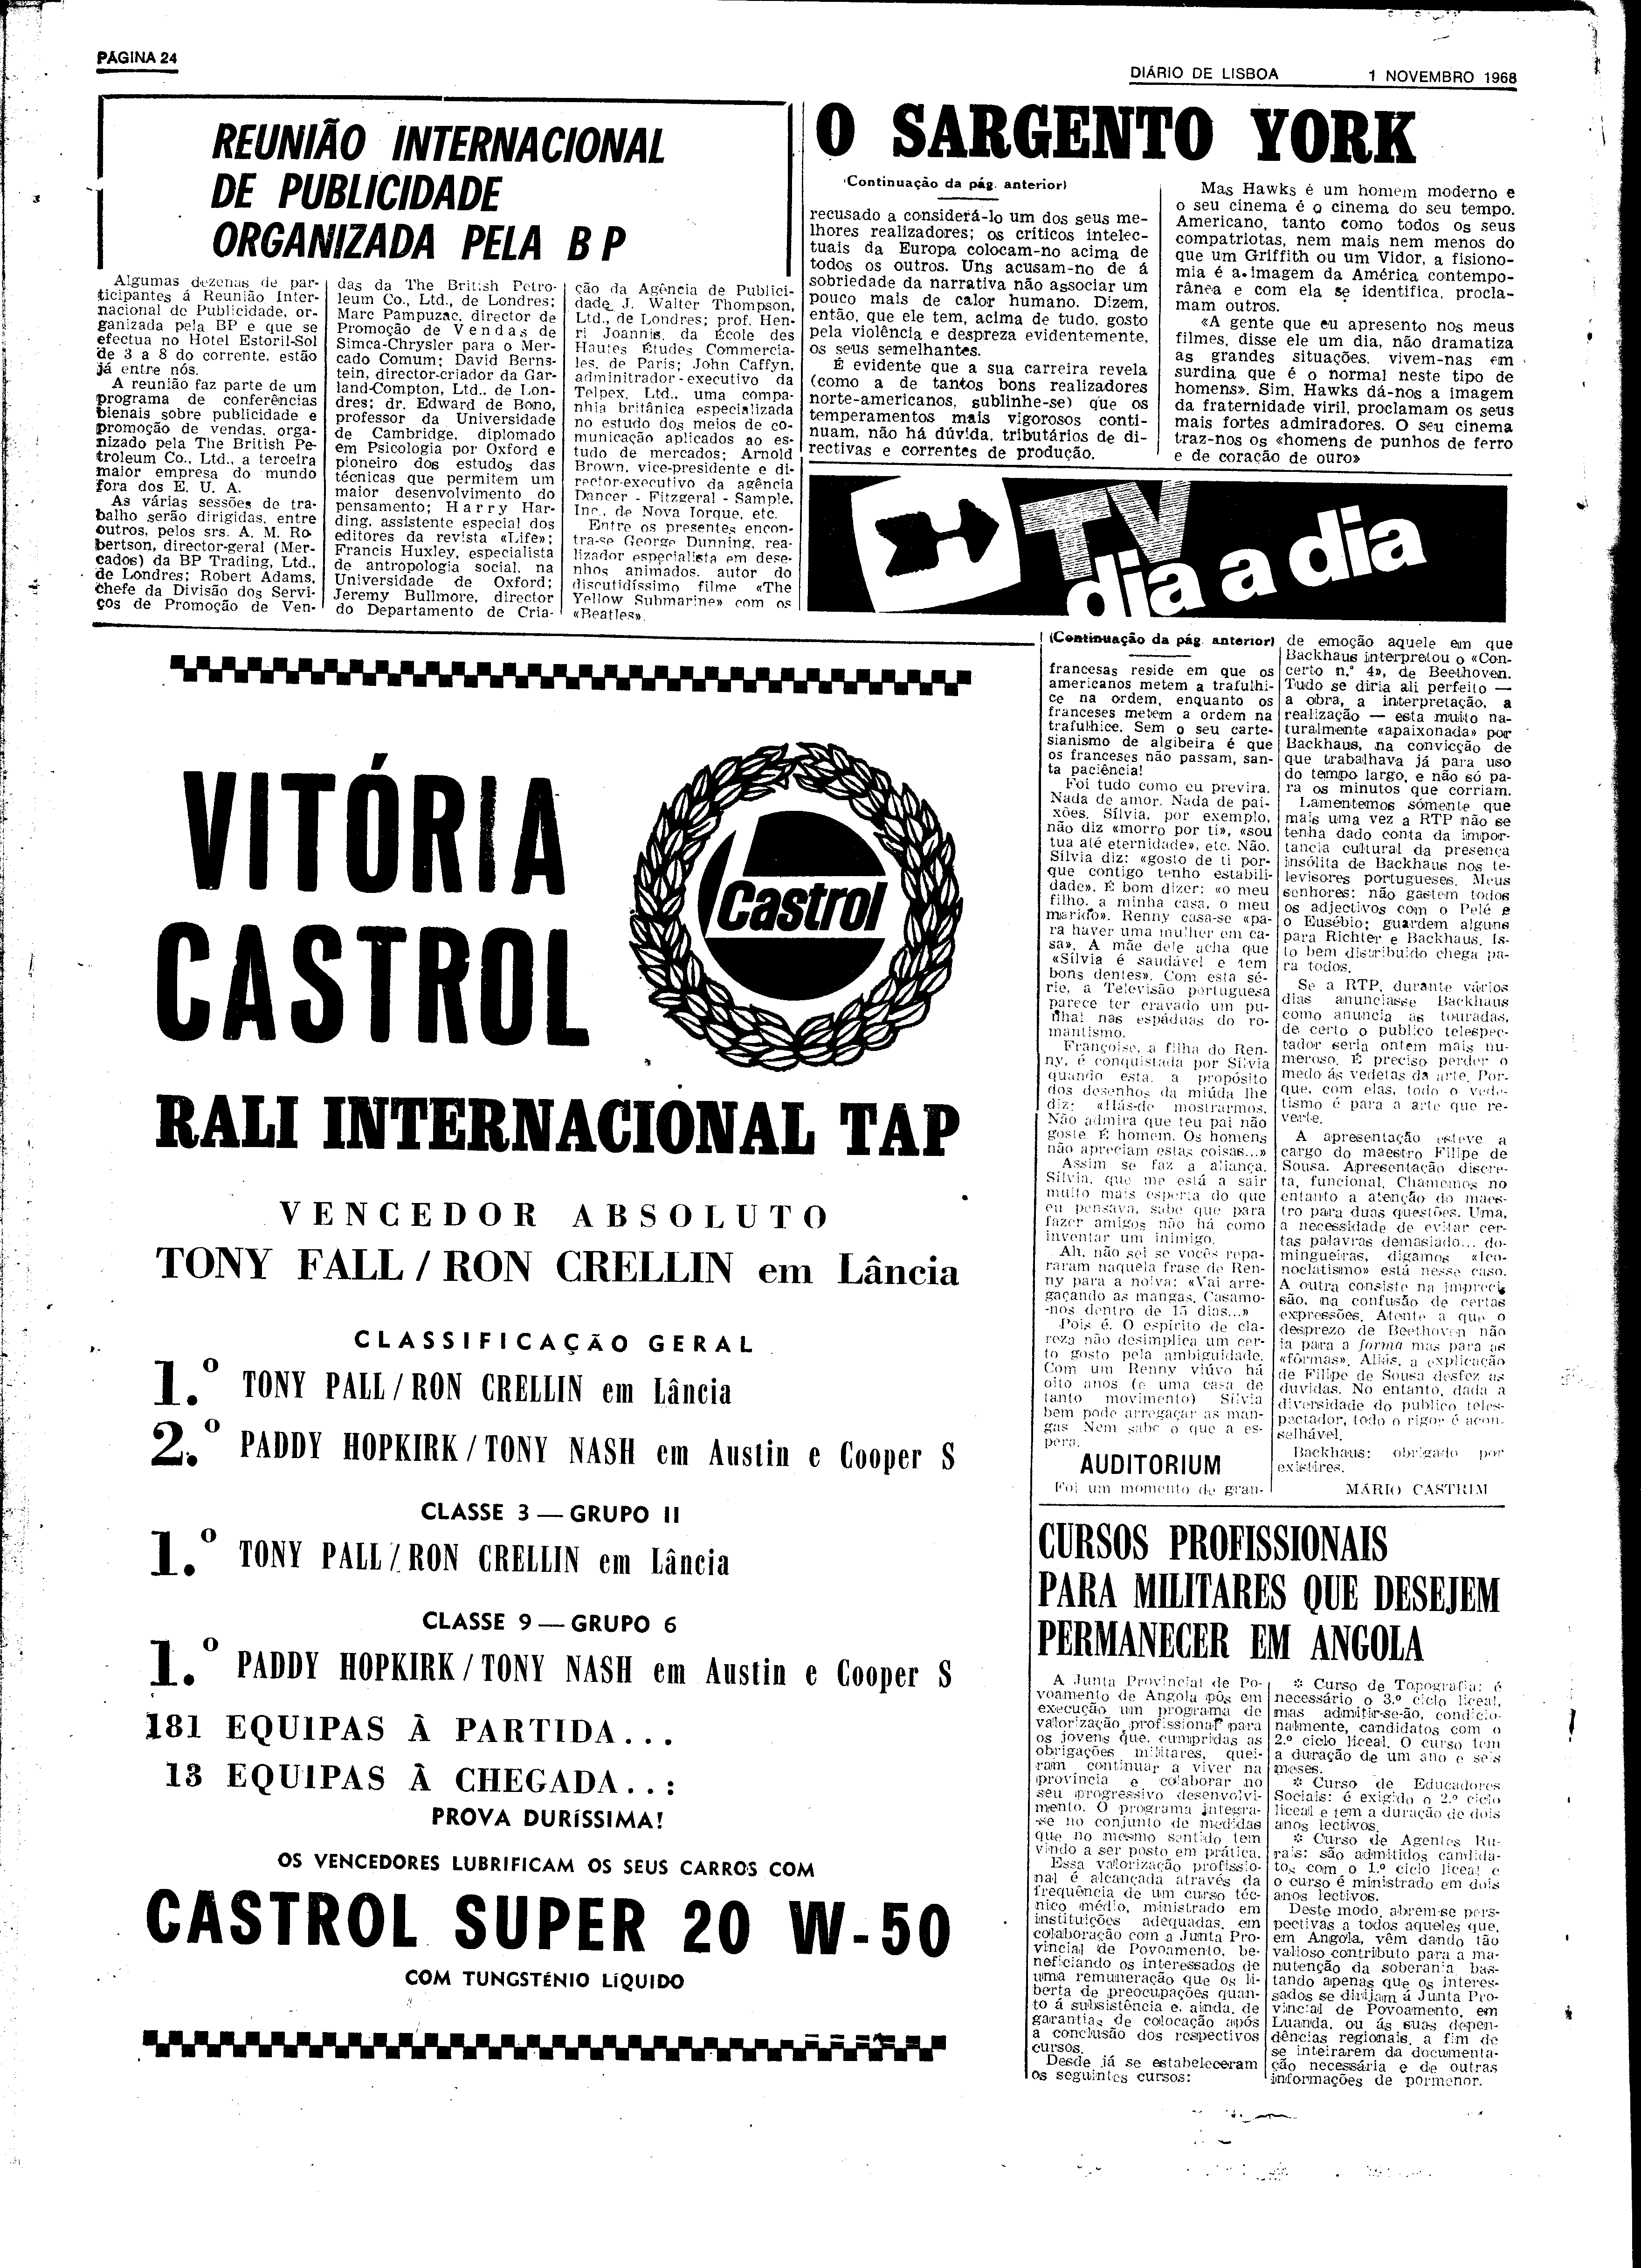 PÁGINA 24
DIÁRIO DE LISBOA 1 NOVEMBRO 1968
REUNIÃO INTERNACIONAL
DE PUBLICIDADE
ORGANIZADA PELA B P
Algumas dezenas de par-
ticipantes á Reunião Inter-
nacional de Publicidade, or-
ganizada pela BP e que se
efectua no Hotel Estoril-Sol
de 3 a 8 do corrente, estão
já entre nós.
A reunião faz parte de um
programa de conferências
bienais sobre publicidade e
promoção de vendas, orga-
nizado pela The British Pe-
troleum Co., Ltd., a terceira
maior empresa do mundo
fora dos E. U. A.
As várias sessões de tra-
balho serão dirigidas, entre
outros, pelos srs. A. M. Ro
bertson, director-geral (Mer-
cados) da BP Trading, Ltd.,
de Londres; Robert Adams,
chefe da Divisão dos Servi-
ços de Promoção de Ven-
das da The British Petro-
leum Co., Ltd., de Londres;
Marc Pampuzac, director de
Promoção de Vendas de
Simca-Chrysler para o Mer-
cado Comum; David Berns-
tein, director-criador da Gar-
land-Compton, Ltd., de Lon-
dres; dr. Edward de Bono,
professor da Universidade
de Cambridge, diplomado
em Psicologia por Oxford e
pioneiro dos estudos das
técnicas que permitem um
maior desenvolvimento do
pensamento; Harry Har-
ding, assistente especial dos
editores da revista «Life»;
Francis Huxley, especialista
de antropologia social, na
Universidade de Oxford;
Jeremy Bullmore, director
do Departamento de Cria-
ção da Agência de Publici-
dade J. Walter Thompson,
Ltd., de Londres; prof. Hen-
ri Joannis, da École des
Hautes Études Commercia-
les, de Paris; John Caffyn,
adminitrador-executivo da
Telpex, Ltd., uma compa-
nhia britânica especializada
no estudo dos meios de co-
municação aplicados ao es-
tudo de mercados; Arnold
Brown, vice-presidente e di-
rector-executivo da agência
Dancer - Fitzgeral - Sample,
Inc., de Nova Iorque, etc.
Entre os presentes encon-
tra-se George Dunning, rea-
lizador especialista em dese-
nhos animados, autor do
discutidíssimo filme «The
Yellow Submarine» com os
«Beatles».
O SARGENTO YORK
(Continuação da pág. anterior)
recusado a considerá-lo um dos seus me-
lhores realizadores; os críticos intelec-
tuais da Europa colocam-no acima de
todos os outros. Uns acusam-no de á
sobriedade da narrativa não associar um
pouco mais de calor humano. Dizem,
então, que ele tem, acima de tudo, gosto
pela violência e despreza evidentemente,
os seus semelhantes.
É evidente que a sua carreira revela
(como a de tantos bons realizadores
norte-americanos, sublinhe-se) que os
temperamentos mais vigorosos conti-
nuam, não há dúvida, tributários de di-
rectivas e correntes de produção.
Mas Hawks é um homem moderno e
o seu cinema é o cinema do seu tempo.
Americano, tanto como todos os seus
compatriotas, nem mais nem menos do
que um Griffith ou um Vidor, a fisiono-
mia é a imagem da América contempo-
rânea e com ela se identifica, procla-
mam outros.
«A gente que eu apresento nos meus
filmes, disse ele um dia, não dramatiza
as grandes situações, vivem-nas em
surdina que é o normal neste tipo de
homens». Sim, Hawks dá-nos a imagem
da fraternidade viril, proclamam os seus
mais fortes admiradores. O seu cinema
traz-nos os «homens de punhos de ferro
e de coração de ouro»
TV
dia a dia
(Continuação da pág. anterior)
francesas reside em que os
americanos metem a trafulhi-
ce na ordem, enquanto os
franceses metem a ordem na
trafulhice. Sem o seu carte-
sianismo de algibeira é que
os franceses não passam, san-
ta paciência!
Foi tudo como eu previra.
Nada de amor. Nada de pai-
xões. Sílvia, por exemplo,
não diz «morro por ti», «sou
tua até eternidade», etc. Não.
Sílvia diz: «gosto de ti por-
que contigo tenho estabili-
dade». É bom dizer: «o meu
filho, a minha casa, o meu
marido». Renny casa-se «pa-
ra haver uma mulher em ca-
sa». A mãe dele acha que
«Sílvia é saudável e tem
bons dentes». Com esta sé-
rie, a Televisão portuguesa
parece ter cravado um pu-
nhal nas espáduas do ro-
mantismo.
Françoise, a filha do Ren-
ny, é conquistada por Sílvia
quando esta, a propósito
dos desenhos da miúda lhe
diz: «Hás-de mostrarmos.
Não admira que teu pai não
goste. É homem. Os homens
não apreciam estas coisas...»
Assim se faz a aliança.
Sílvia, que me está a sair
muito mais esperta do que
eu pensava, sabe que para
fazer amigos não há como
inventar um inimigo.
Ah, não sei se vocês repa-
raram naquela frase de Ren-
ny para a noiva: «Vai arre-
gaçando as mangas. Casamo-
-nos dentro de 15 dias...»
Pois é. O espírito de cla-
reza não desimplica um cer-
to gosto pela ambiguidade.
Com um Renny viúvo há
oito anos (e uma casa de
tanto movimento) Sílvia
bem pode arregaçar as man-
gas Nem sabe o que a es-
pera.
AUDITORIUM
Foi um momento de gran-
de emoção aquele em que
Backhaus interpretou o «Con-
certo n.º 4», de Beethoven.
Tudo se diria ali perfeito —
a obra, a interpretação, a
realização — esta muito na-
turalmente «apaixonada» por
Backhaus, na convicção de
que trabalhava já para uso
do tempo largo, e não só pa-
ra os minutos que corriam.
Lamentemos sómente que
mais uma vez a RTP não se
tenha dado conta da impor-
tancia cultural da presença
insólita de Backhaus nos te-
levisores portugueses. Meus
senhores: não gastem todos
os adjectivos com o Pelé e
o Eusébio; guardem alguns
para Richter e Backhaus. Is-
to bem distribuído chega pa-
ra todos.
Se a RTP, durante vários
dias anunciasse Backhaus
como anuncia as touradas,
de certo o publico telespec-
tador seria ontem mais nu-
meroso. É preciso perder o
medo ás vedetas da arte. Por-
que, com elas, todo o vede-
tismo é para a arte que re-
verte.
A apresentação esteve a
cargo do maestro Filipe de
Sousa. Apresentação discre-
ta, funcional. Chamemos no
entanto a atenção do maes-
tro para duas questões. Uma,
a necessidade de evitar cer-
tas palavras demasiado... do-
mingueiras, digamos «Ico-
noclatismo» está nesse caso.
A outra consiste na impreci
são, na confusão de certas
expressões. Atente a que o
desprezo de Beethoven não
ia para a forma mas para as
«fôrmas». Aliás, a explicação
de Filipe de Sousa desfez as
duvidas. No entanto, dada a
diversidade do publico teles-
pectador, todo o rigor é acon-
selhável.
Backhaus: obrigado por
existires.
MÁRIO CASTRIM
VITÓRIA
CASTROL
Castrol
RALI INTERNACIONAL TAP
VENCEDOR ABSOLUTO
TONY FALL / RON CRELLIN em Lância
CLASSIFICAÇÃO GERAL
1.º TONY PALL / RON CRELLIN em Lância
2.º PADDY HOPKIRK / TONY NASH em Austin e Cooper S
CLASSE 3 — GRUPO II
1.º TONY PALL / RON CRELLIN em Lância
CLASSE 9 — GRUPO 6
1.º PADDY HOPKIRK / TONY NASH em Austin e Cooper S
181 EQUIPAS À PARTIDA...
13 EQUIPAS À CHEGADA..:
PROVA DURÍSSIMA!
OS VENCEDORES LUBRIFICAM OS SEUS CARROS COM
CASTROL SUPER 20 W-50
COM TUNGSTÉNIO LÍQUIDO
CURSOS PROFISSIONAIS
PARA MILITARES QUE DESEJEM
PERMANECER EM ANGOLA
A Junta Provincial de Po-
voamento de Angola pôs em
execução um programa de
valorização profissional para
os jovens que, cumpridas as
obrigações militares, quei-
ram continuar a viver na
província e colaborar no
seu progressivo desenvolvi-
mento. O programa integra-
-se no conjunto de medidas
que no mesmo sentido tem
vindo a ser posto em prática.
Essa valorização profissio-
nal é alcançada através da
frequência de um curso téc-
nico médio, ministrado em
instituições adequadas, em
colaboração com a Junta Pro-
vincial de Povoamento, be-
neficiando os interessados de
uma remuneração que os li-
berta de preocupações quan-
to á subsistência e, ainda, de
garantias de colocação após
a conclusão dos respectivos
cursos.
Desde já se estabeleceram
os seguintes cursos:
* Curso de Topografia: é
necessário o 3.º ciclo liceal,
mas admitir-se-ão, condicio-
nalmente, candidatos com o
2.º ciclo liceal. O curso tem
a duração de um ano e seis
meses.
* Curso de Educadores
Sociais: é exigido o 2.º ciclo
liceal e tem a duração de dois
anos lectivos.
* Curso de Agentes Ru-
rais: são admitidos candida-
tos com o 1.º ciclo liceal e
o curso é ministrado em dois
anos lectivos.
Deste modo, abrem-se pers-
pectivas a todos aqueles que,
em Angola, vêm dando tão
valioso contributo para a ma-
nutenção da soberania, bas-
tando apenas que os interes-
sados se dirijam á Junta Pro-
vincial de Povoamento, em
Luanda, ou ás suas depen-
dências regionais, a fim de
se inteirarem da documenta-
ção necessária e de outras
informações de pormenor.